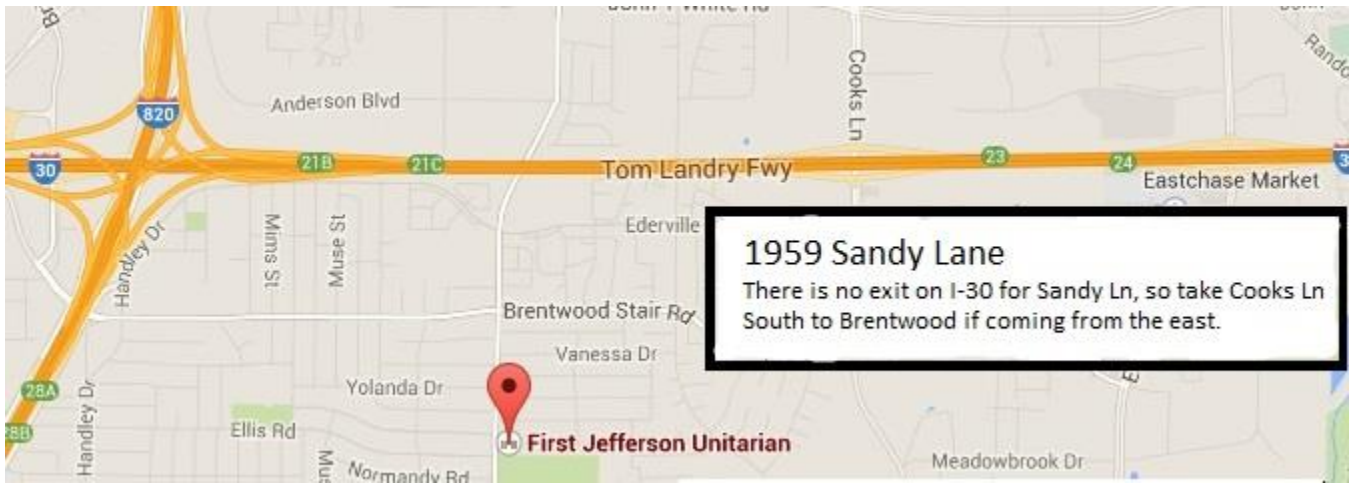 John T White Rd
Cooks Ln
Anderson Blvd
820
30
21B
21C
Tom Landry Fwy
23
24
Eastchase Market
Ederville
Mims St
Muse St
Handley Dr
1959 Sandy Lane
There is no exit on I-30 for Sandy Ln, so take Cooks Ln
South to Brentwood if coming from the east.
Brentwood Stair Rd
Vanessa Dr
Yolanda Dr
28A
Handley Dr
Ellis Rd
First Jefferson Unitarian
Normandy Rd
Meadowbrook Dr